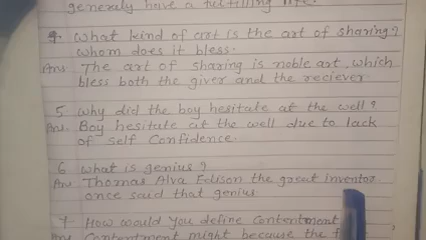 generaly have a fulfilling life.
4 What kind of art is the art of sharing?
whom does it bless.
Ans. The art of sharing is noble art, which
bless both the giver and the reciever
5 why did the boy hesitate at the well?
Ans. Boy hesitate at the well due to lack
of self Confidence.
6 what is genius?
Ans Thomas Alva Edison the great inventor
once said that genius
7 How would you define Contentment
Ans Contentment might because the